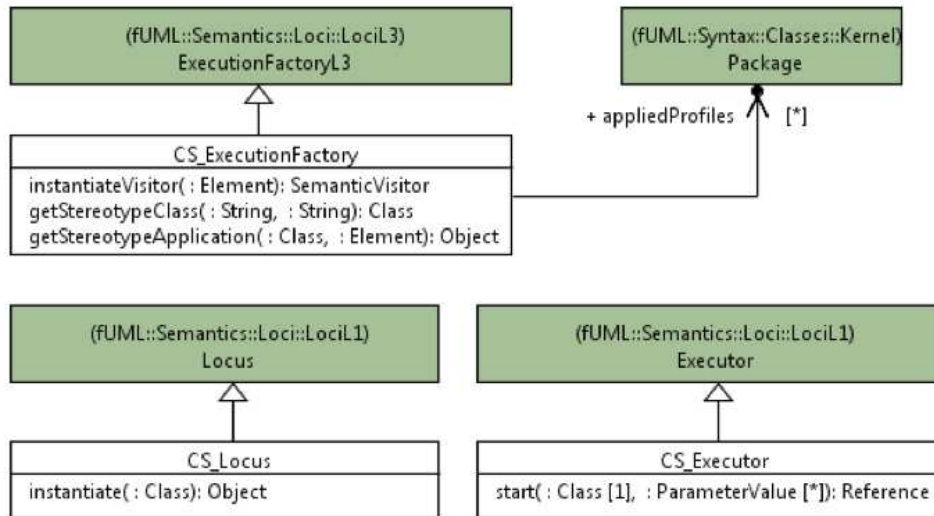 (fUML::Semantics::Loci::LociL3)
ExecutionFactoryL3
(fUML::Syntax::Classes::Kernel)
Package
+ appliedProfiles [*]
CS_ExecutionFactory
instantiateVisitor( : Element): SemanticVisitor
getStereotypeClass( : String, : String): Class
getStereotypeApplication( : Class, : Element): Object
(fUML::Semantics::Loci::LociL1)
Locus
(fUML::Semantics::Loci::LociL1)
Executor
CS_Locus
instantiate( : Class): Object
CS_Executor
start( : Class [1], : ParameterValue [*]): Reference